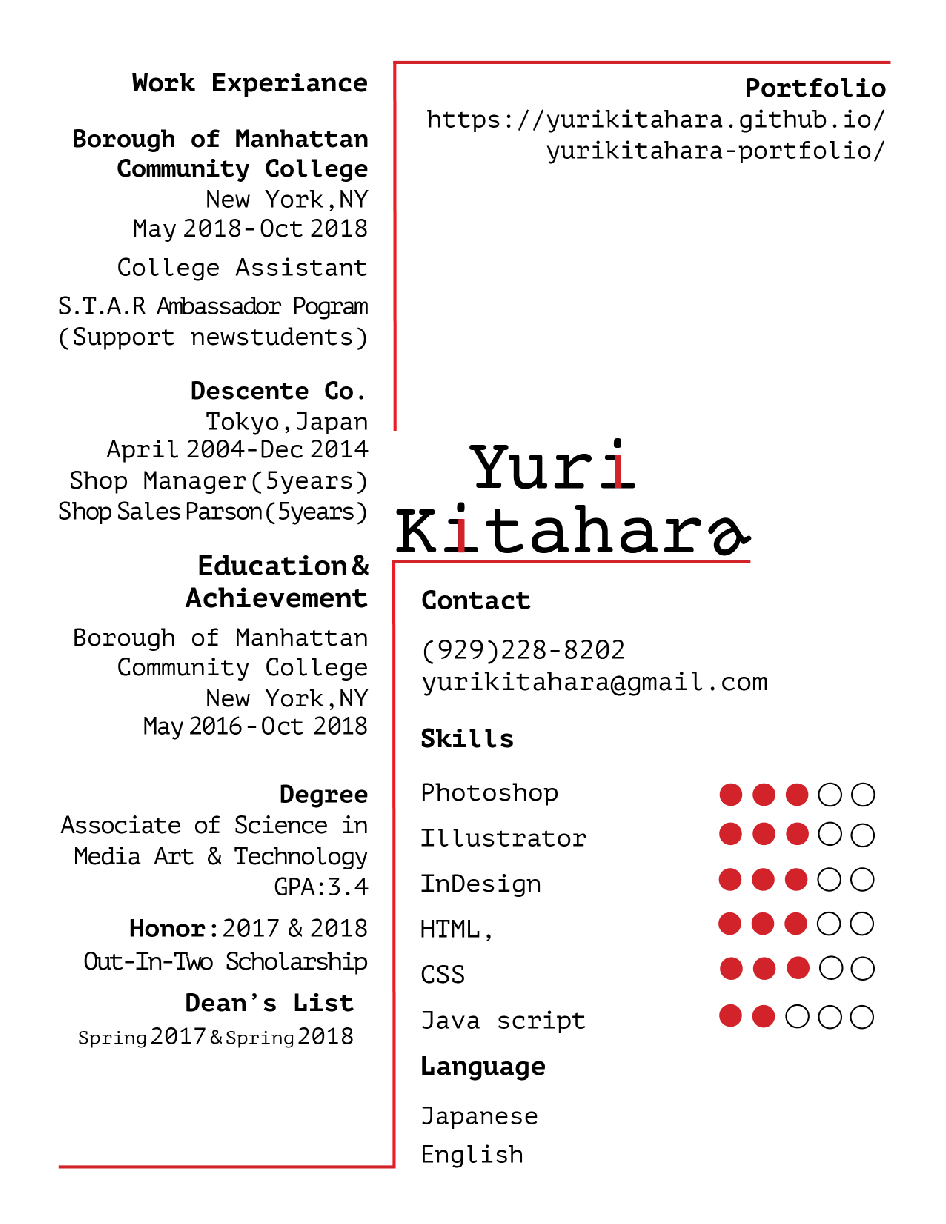 Work Experiance
Borough of Manhattan
Community College
New York,NY
May 2018-Oct 2018
College Assistant
S.T.A.R Ambassador Pogram
(Support newstudents)
Descente Co.
Tokyo,Japan
April 2004-Dec 2014
Shop Manager(5years)
Shop Sales Parson(5years)
Education&
Achievement
Borough of Manhattan
Community College
New York,NY
May 2016-Oct 2018
Degree
Associate of Science in
Media Art & Technology
GPA:3.4
Honor:2017 & 2018
Out-In-Two Scholarship
Dean's List
Spring 2017 & Spring 2018
Portfolio
https://yurikitahara.github.io/
yurikitahara-portfolio/
Yuri
Kitahara
Contact
(929)228-8202
yurikitahara@gmail.com
Skills
Photoshop
Illustrator
InDesign
HTML,
CSS
Java script
Language
Japanese
English